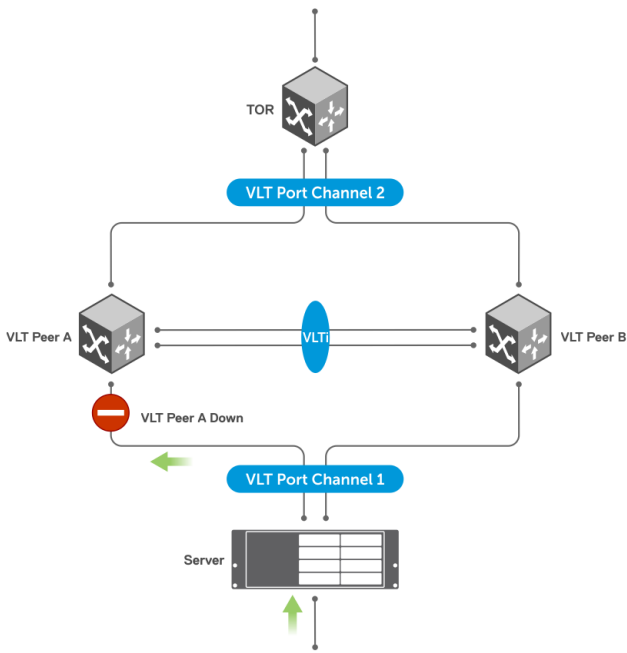 TOR
VLT Port Channel 2
VLT Peer A
VLTi
VLT Peer B
VLT Peer A Down
VLT Port Channel 1
Server